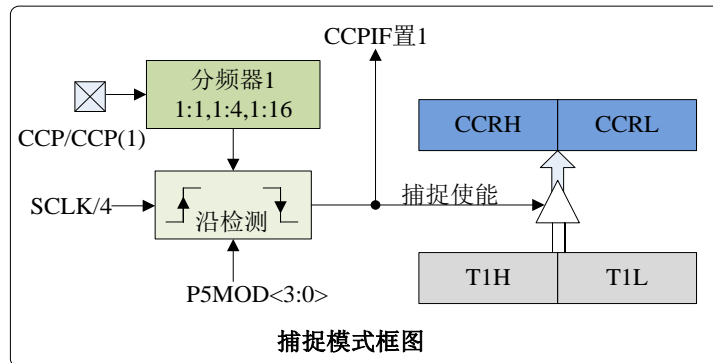 CCPIF置1
分频器1
1:1,1:4,1:16
CCP/CCP(1)
CCRH
CCRL
SCLK/4
沿检测
捕捉使能
P5MOD<3:0>
T1H
T1L
捕捉模式框图